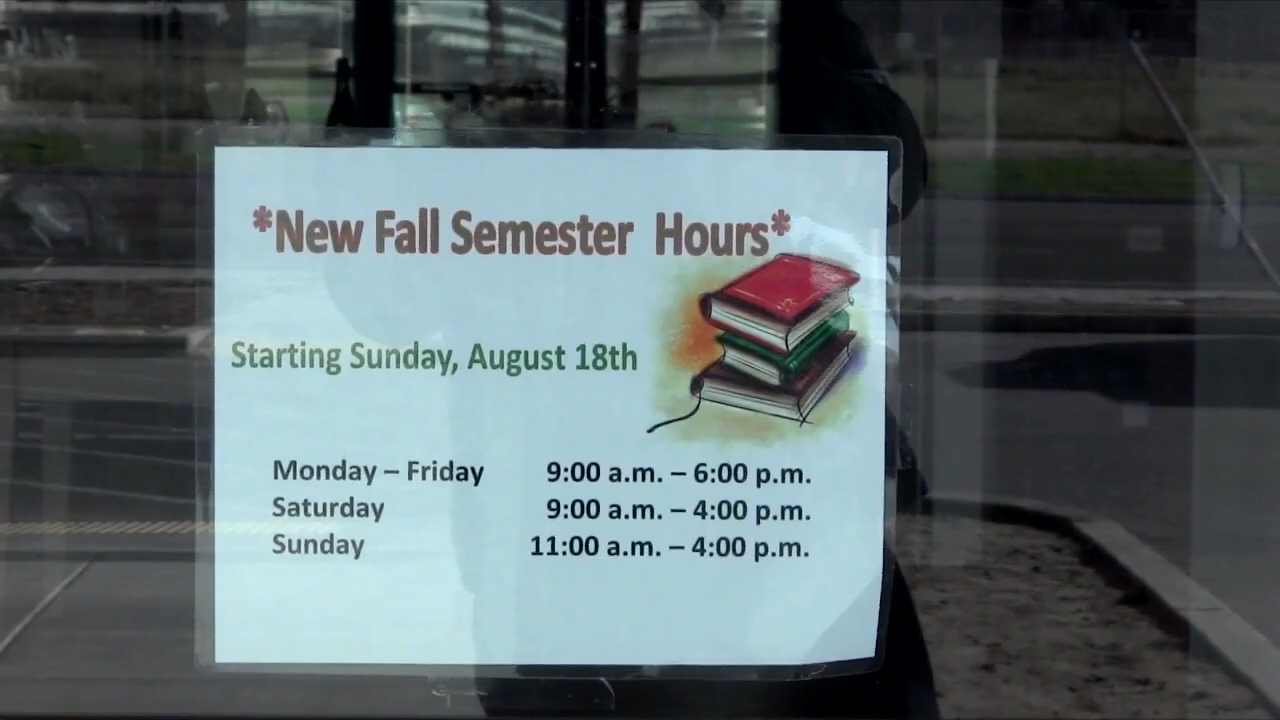 *New Fall Semester Hours*
Starting Sunday, August 18th
Monday – Friday 9:00 a.m. – 6:00 p.m.
Saturday 9:00 a.m. – 4:00 p.m.
Sunday 11:00 a.m. – 4:00 p.m.